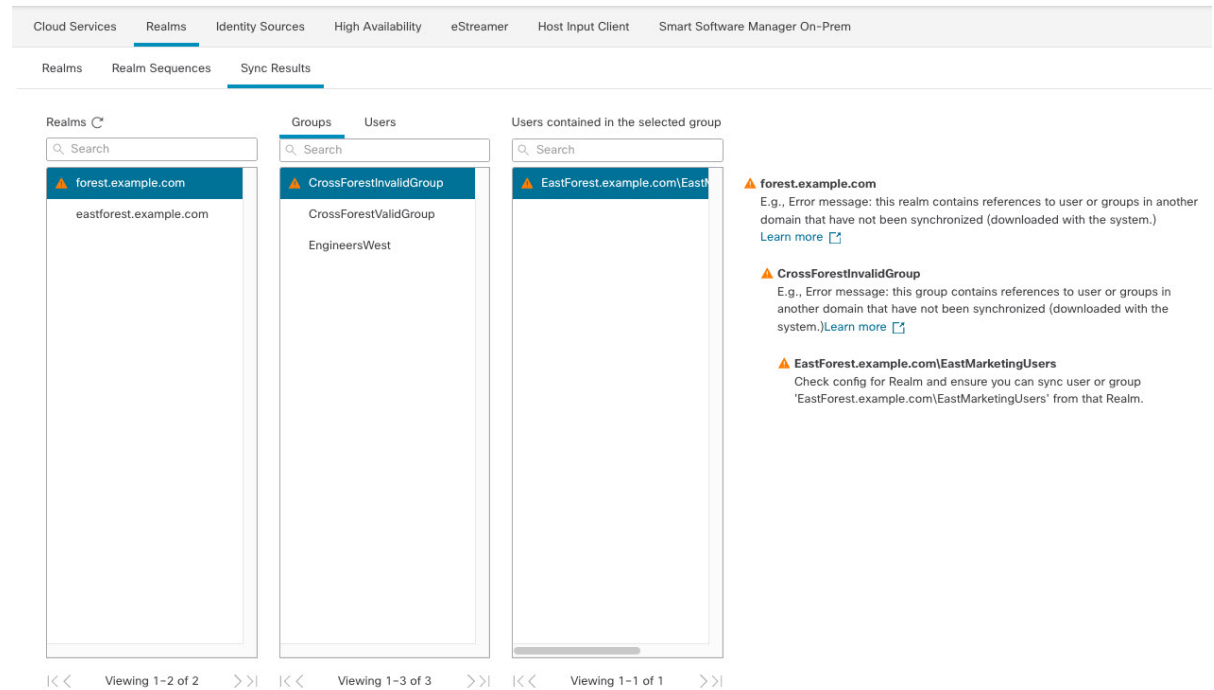 Cloud Services Realms Identity Sources High Availability eStreamer Host Input Client Smart Software Manager On-Prem
Realms Realm Sequences Sync Results
Realms
Search
forest.example.com
eastforest.example.com
Viewing 1-2 of 2
Groups Users
Search
CrossForestInvalidGroup
CrossForestValidGroup
EngineersWest
Viewing 1-3 of 3
Users contained in the selected group
Search
EastForest.example.com\East
Viewing 1-1 of 1
forest.example.com
E.g., Error message: this realm contains references to user or groups in another
domain that have not been synchronized (downloaded with the system.)
Learn more
CrossForestInvalidGroup
E.g., Error message: this group contains references to user or groups in
another domain that have not been synchronized (downloaded with the
system.)Learn more
EastForest.example.com\EastMarketingUsers
Check config for Realm and ensure you can sync user or group
'EastForest.example.com\EastMarketingUsers' from that Realm.